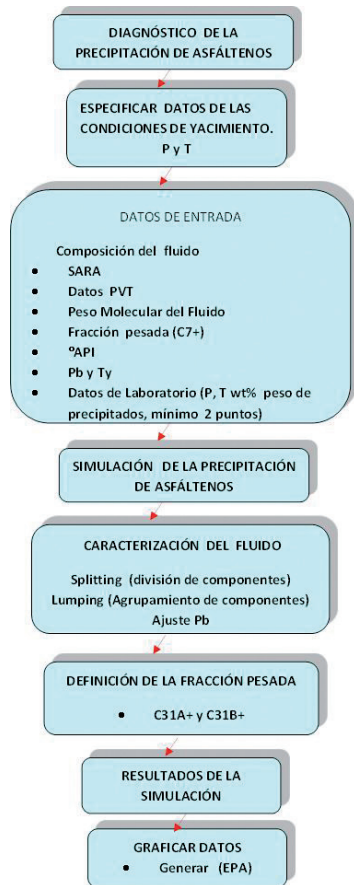 DIAGNÓSTICO DE LA
PRECIPITACIÓN DE ASFÁLTENOS
ESPECIFICAR DATOS DE LAS
CONDICIONES DE YACIMIENTO.
P y T
DATOS DE ENTRADA
Composición del fluido
• SARA
• Datos PVT
• Peso Molecular del Fluido
• Fracción pesada (C7+)
• ºAPI
• Pb y Ty
• Datos de Laboratorio (P, T wt% peso de
precipitados, mínimo 2 puntos)
SIMULACIÓN DE LA PRECIPITACIÓN
DE ASFÁLTENOS
CARACTERIZACIÓN DEL FLUIDO
Splitting (división de componentes)
Lumping (Agrupamiento de componentes)
Ajuste Pb
DEFINICIÓN DE LA FRACCIÓN PESADA
• C31A+ y C31B+
RESULTADOS DE LA
SIMULACIÓN
GRAFICAR DATOS
• Generar (EPA)